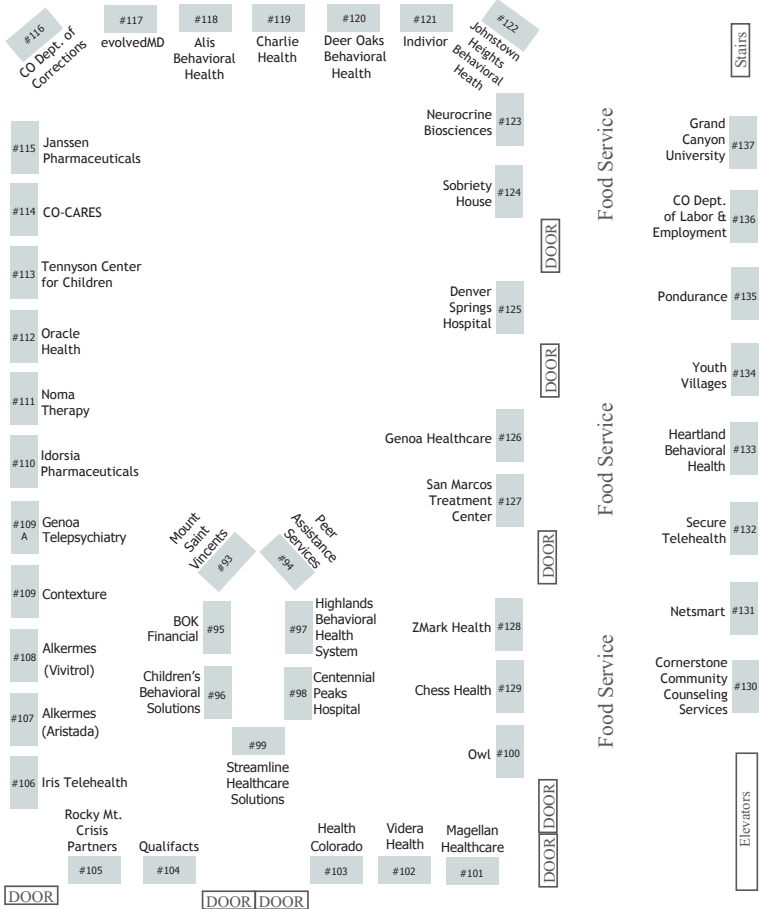 #116
CO Dept. of
Corrections
#117
evolvedMD
#118
Alis
Behavioral
Health
#119
Charlie
Health
#120
Deer Oaks
Behavioral
Health
#121
Indivior
#122
Johnstown
Heights
Behavioral
Heath
Stairs
#115
Janssen
Pharmaceuticals
#114
CO-CARES
#113
Tennyson Center
for Children
#112
Oracle
Health
#111
Noma
Therapy
#110
Idorsia
Pharmaceuticals
#109
A
Genoa
Telepsychiatry
#109
Contexture
#108
Alkermes
(Vivitrol)
#107
Alkermes
(Aristada)
#106
Iris Telehealth
Mount
Saint
Vincents
#93
Peer
Assistance
Services
#94
BOK
Financial
#95
#97
Highlands
Behavioral
Health
System
Children's
Behavioral
Solutions
#96
#98
Centennial
Peaks
Hospital
#99
Streamline
Healthcare
Solutions
Neurocrine
Biosciences
#123
Sobriety
House
#124
DOOR
Denver
Springs
Hospital
#125
DOOR
Genoa Healthcare
#126
San Marcos
Treatment
Center
#127
DOOR
ZMark Health
#128
Chess Health
#129
Owl
#100
DOOR
DOOR
Food Service
Food Service
Food Service
Grand
Canyon
University
#137
CO Dept.
of Labor &
Employment
#136
Pondurance
#135
Youth
Villages
#134
Heartland
Behavioral
Health
#133
Secure
Telehealth
#132
Netsmart
#131
Cornerstone
Community
Counseling
Services
#130
Elevators
Rocky Mt.
Crisis
Partners
#105
Qualifacts
#104
Health
Colorado
#103
Videra
Health
#102
Magellan
Healthcare
#101
DOOR
DOOR
DOOR